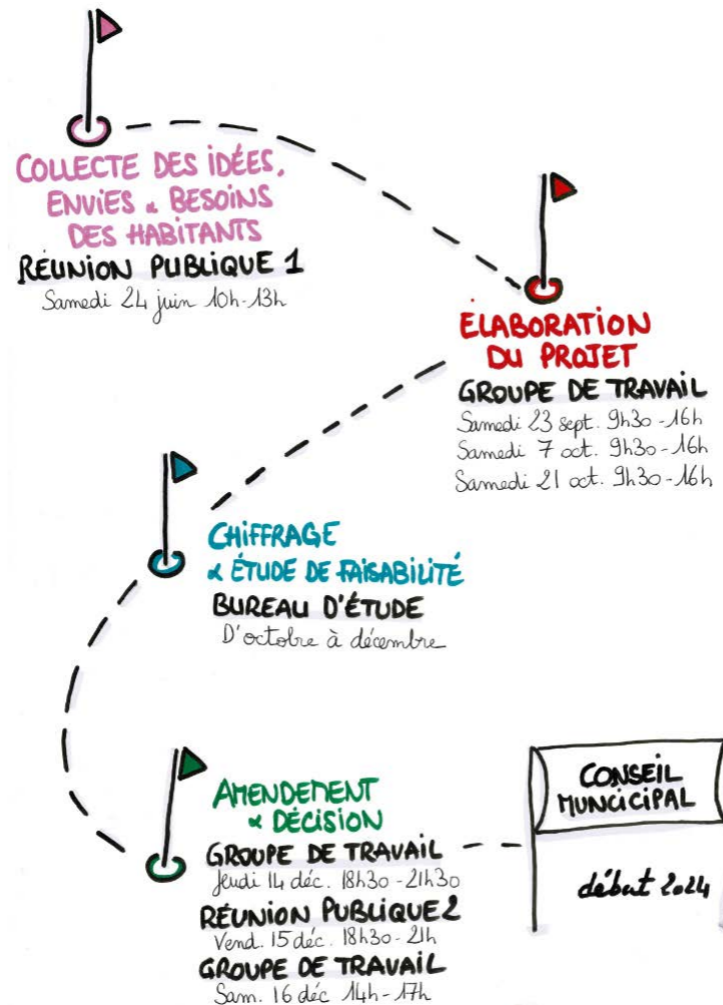 COLLECTE DES IDÉES,
ENVIES & BESOINS
DES HABITANTS
RÉUNION PUBLIQUE 1
Samedi 24 juin 10h-13h
ÉLABORATION
DU PROJET
GROUPE DE TRAVAIL
Samedi 23 sept. 9h30-16h
Samedi 7 oct. 9h30-16h
Samedi 21 oct. 9h30-16h
CHIFFRAGE
& ÉTUDE DE FAISABILITÉ
BUREAU D'ÉTUDE
D'octobre à décembre
AMENDEMENT
& DÉCISION
GROUPE DE TRAVAIL
Jeudi 14 déc. 18h30-21h30
RÉUNION PUBLIQUE 2
Vend. 15 déc. 18h30-21h
GROUPE DE TRAVAIL
Sam. 16 déc 14h-17h
CONSEIL
MUNCICIPAL
début 2024